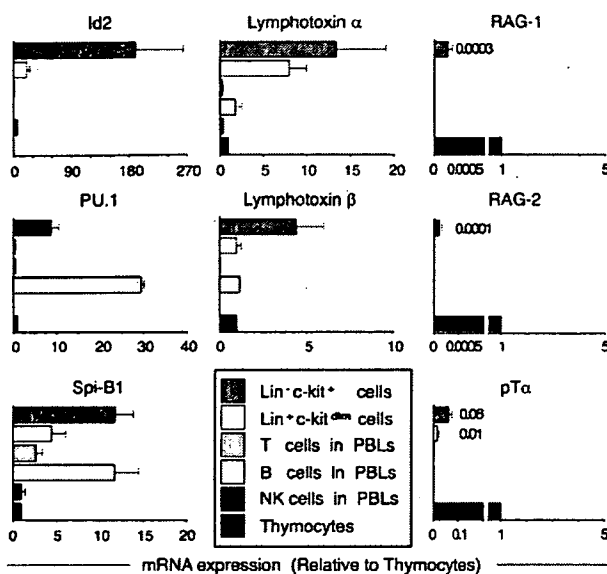 Id2
Lymphotoxin α
RAG-1
0.0003
0 90 180 270
0 5 10 15 20
0 0.0005 1 5
PU.1
Lymphotoxin β
RAG-2
0.0001
0 10 20 30 40
0 5 10
0 0.0005 1 5
Spi-B1
pTα
Lin-c-kit+ cells
Lin+c-kitdim cells
T cells in PBLs
B cells in PBLs
NK cells in PBLs
Thymocytes
0.06
0.01
0 5 10 15 20
0 0.1 1 5
mRNA expression (Relative to Thymocytes)